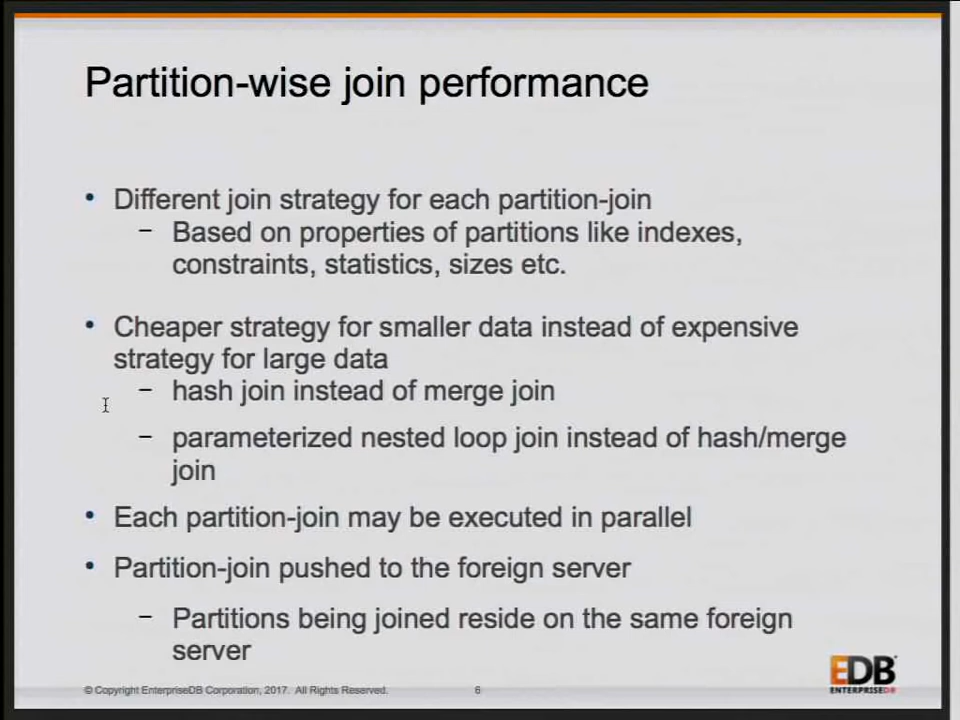 Partition-wise join performance
• Different join strategy for each partition-join
– Based on properties of partitions like indexes,
constraints, statistics, sizes etc.
• Cheaper strategy for smaller data instead of expensive
strategy for large data
– hash join instead of merge join
– parameterized nested loop join instead of hash/merge
join
• Each partition-join may be executed in parallel
• Partition-join pushed to the foreign server
– Partitions being joined reside on the same foreign
server
© Copyright EnterpriseDB Corporation, 2017. All Rights Reserved.
6
EDB
ENTERPRISEDB